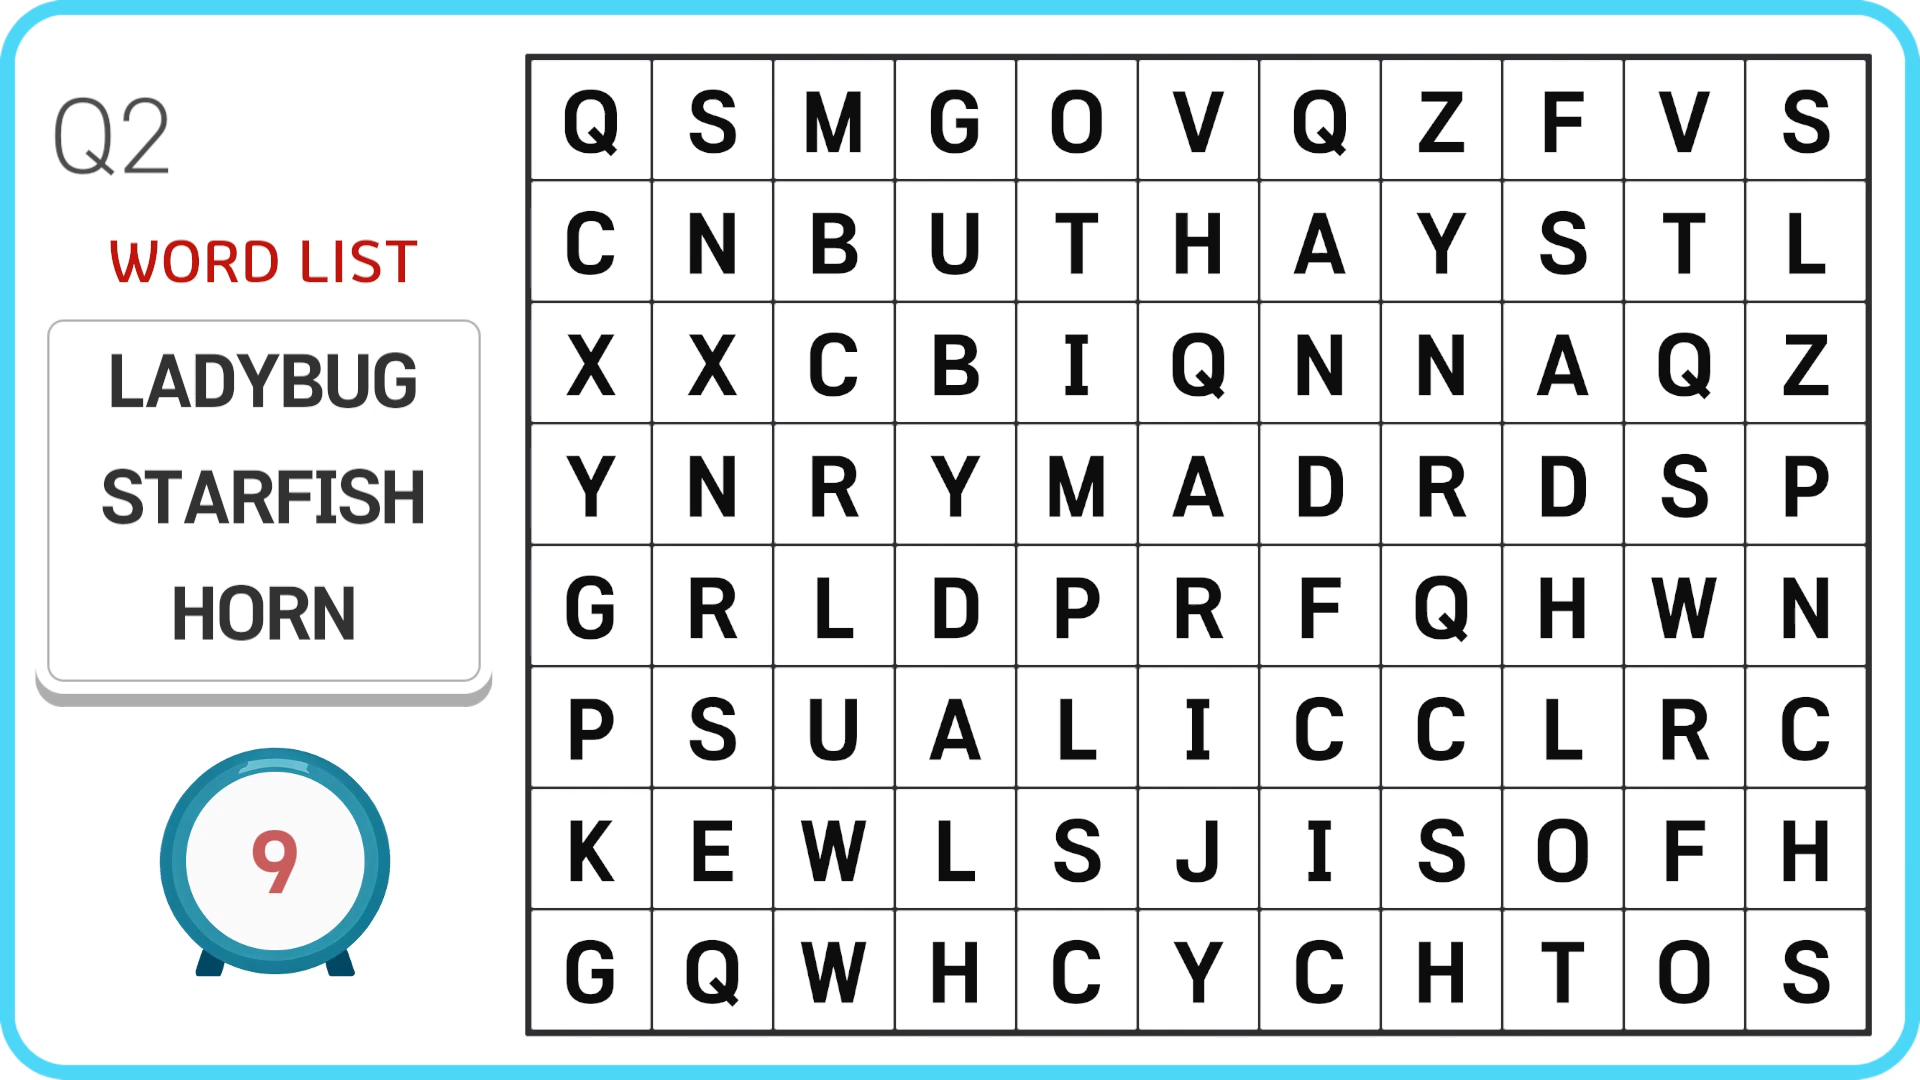 Q2
WORD LIST
LADYBUG
STARFISH
HORN
9
Q S M G O V Q Z F V S
C N B U T H A Y S T L
X X C B I Q N N A Q Z
Y N R Y M A D R D S P
G R L D P R F Q H W N
P S U A L I C C L R C
K E W L S J I S O F H
G Q W H C Y C H T O S